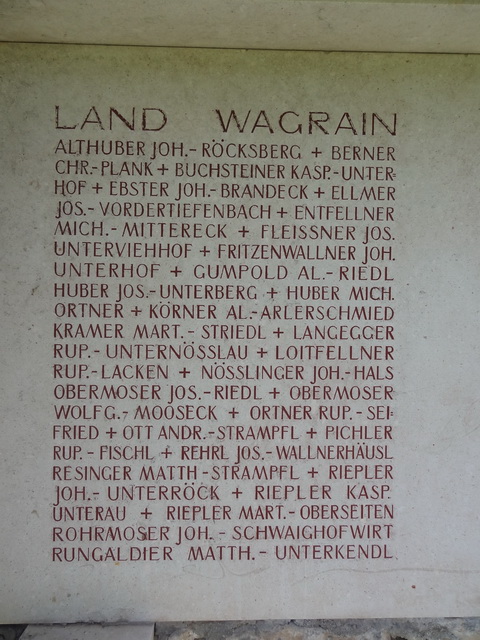 LAND WAGRAIN
ALTHUBER JOH.- RÖCKSBERG + BERNER
CHR.- PLANK + BUCHSTEINER KASP.- UNTER-
HOF + EBSTER JOH.- BRANDECK + ELLMER
JOS.- VORDERTIEFENBACH + ENTFELLNER
MICH.- MITTERECK + FLEISSNER JOS.
UNTERVIEHHOF + FRITZENWALLNER JOH.
UNTERHOF + GUMPOLD AL.- RIEDL
HUBER JOS.- UNTERBERG + HUBER MICH.
ORTNER + KÖRNER AL.- ARLERSCHMIED
KRAMER MART.- STRIEDL + LANGEGGER
RUP.- UNTERNÖSSLAU + LOITFELLNER
RUP.- LACKEN + NÖSSLINGER JOH.- HALS
OBERMOSER JOS.- RIEDL + OBERMOSER
WOLFG.- MOOSECK + ORTNER RUP.- SEI-
FRIED + OTT ANDR.- STRAMPFL + PICHLER
RUP.- FISCHL + REHRL JOS.- WALLNERHÄUSL
RESINGER MATTH - STRAMPFL + RIEPLER
JOH.- UNTERRÖCK + RIEPLER KASP.
UNTERAU + RIEPLER MART.- OBERSEITEN
ROHRMOSER JOH.- SCHWAIGHOFWIRT
RUNGALDIER MATTH.- UNTERKENDL